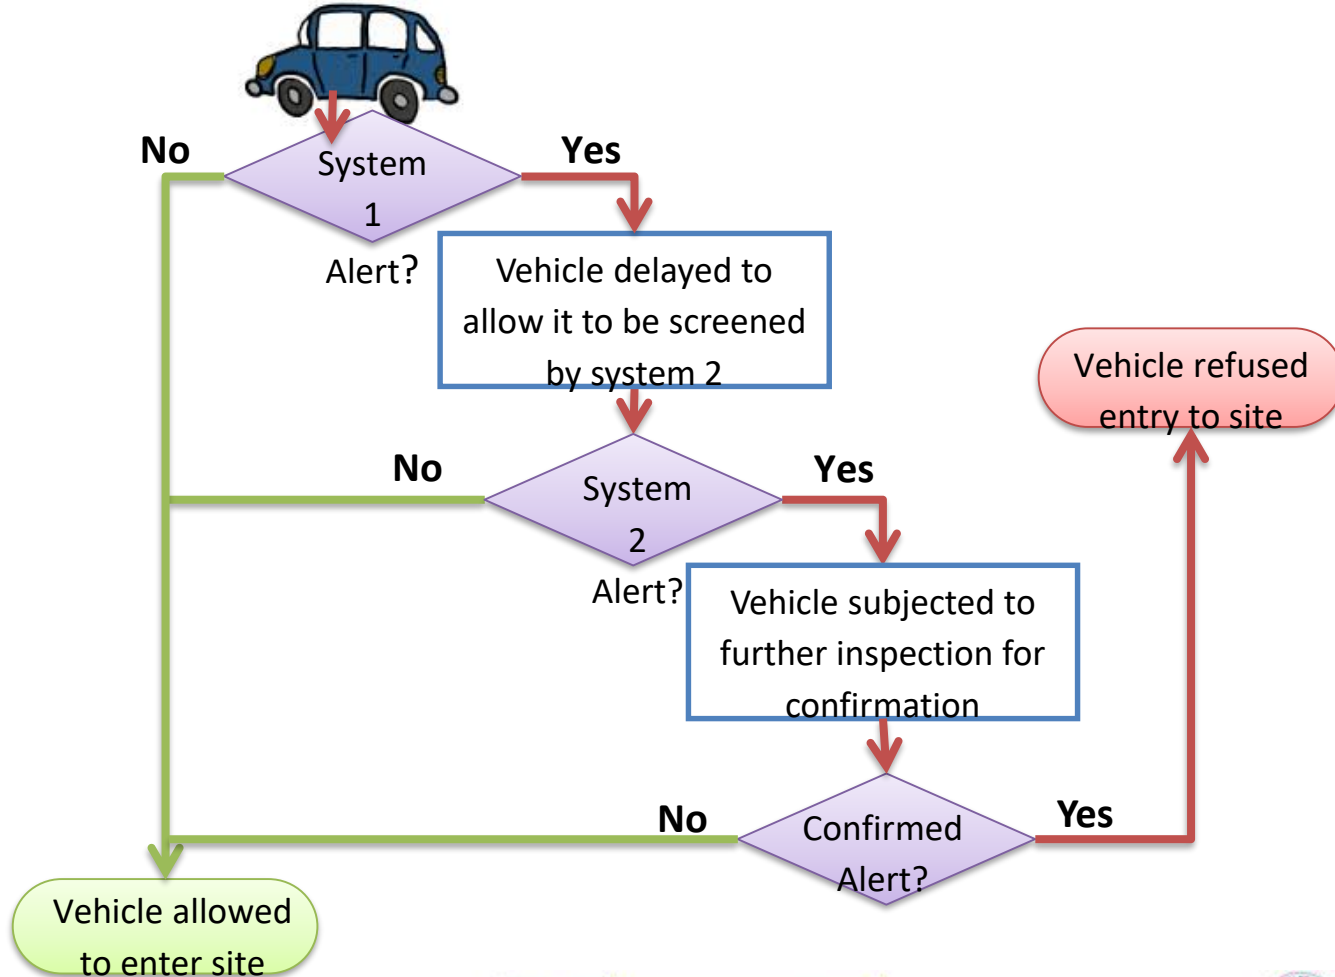 No
Yes
System
1
Alert?
Vehicle delayed to
allow it to be screened
by system 2
Vehicle refused
entry to site
No
Yes
System
2
Alert?
Vehicle subjected to
further inspection for
confirmation
No
Yes
Confirmed
Alert?
Vehicle allowed
to enter site